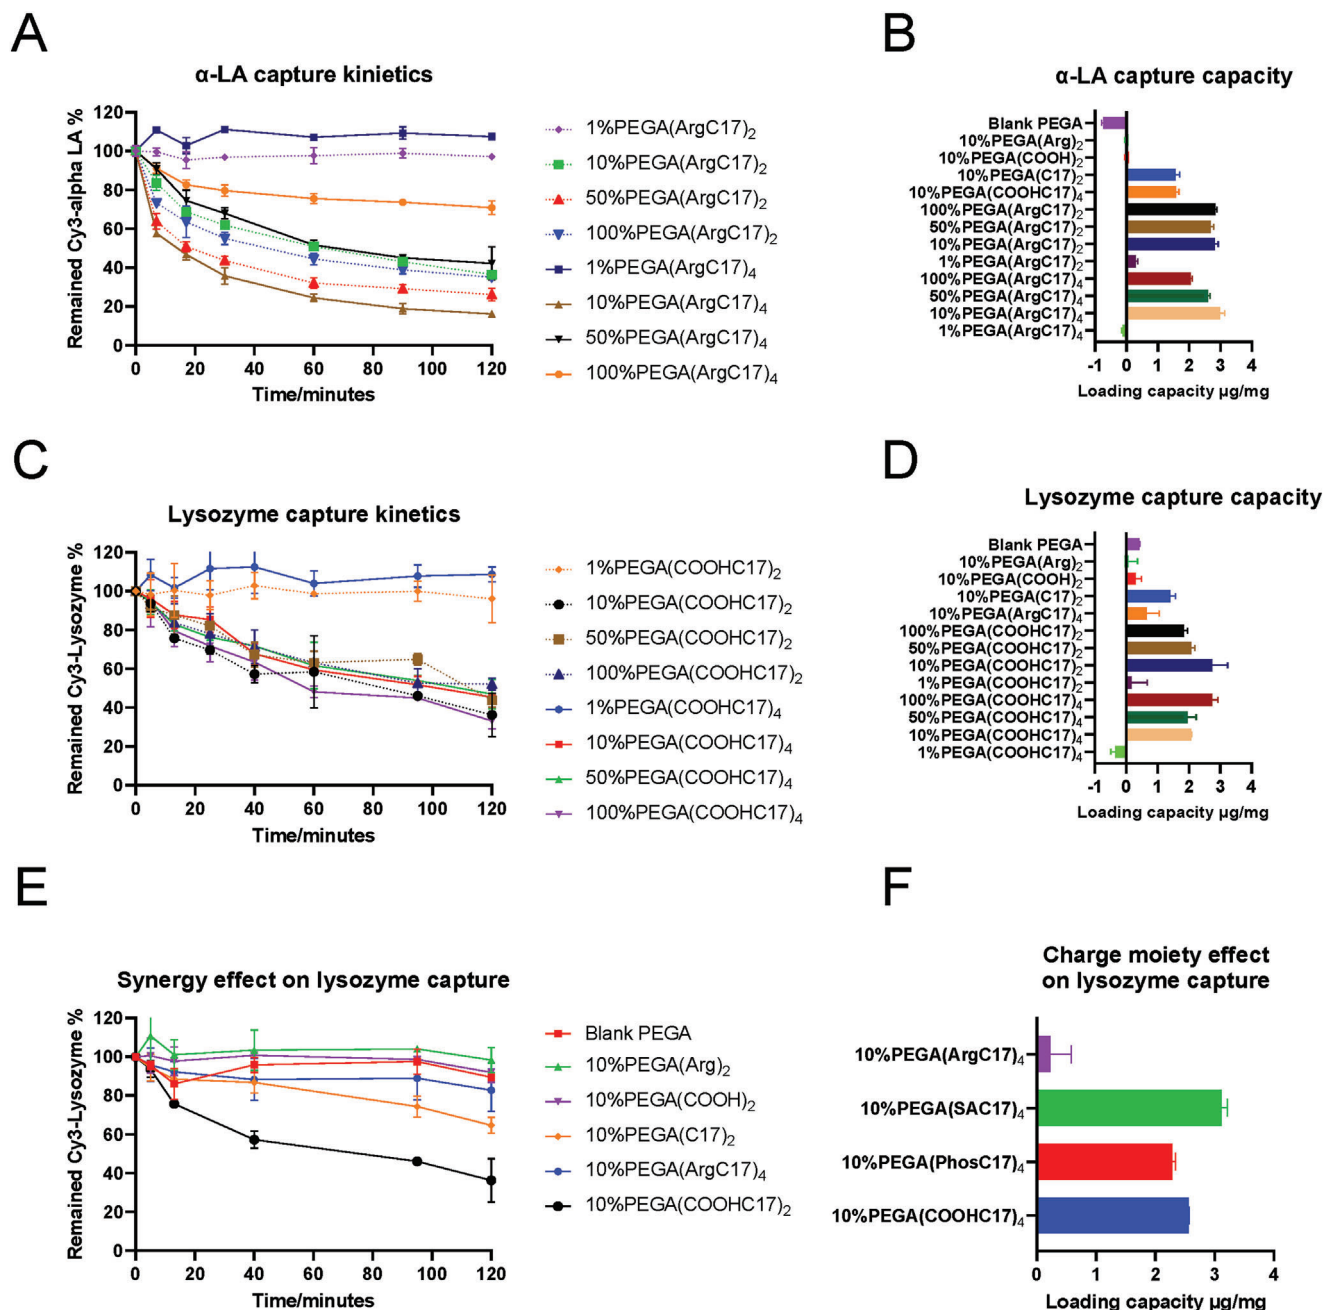 A
α-LA capture kinietics
Remained Cy3-alpha LA %
120
100
80
60
40
20
0
0 20 40 60 80 100 120
Time/minutes
1%PEGA(ArgC17)2
10%PEGA(ArgC17)2
50%PEGA(ArgC17)2
100%PEGA(ArgC17)2
1%PEGA(ArgC17)4
10%PEGA(ArgC17)4
50%PEGA(ArgC17)4
100%PEGA(ArgC17)4
B
α-LA capture capacity
Blank PEGA
10%PEGA(Arg)2
10%PEGA(COOH)2
10%PEGA(C17)2
10%PEGA(COOHC17)4
100%PEGA(ArgC17)2
50%PEGA(ArgC17)2
10%PEGA(ArgC17)2
1%PEGA(ArgC17)2
100%PEGA(ArgC17)4
50%PEGA(ArgC17)4
10%PEGA(ArgC17)4
1%PEGA(ArgC17)4
-1 0 1 2 3 4
Loading capacity µg/mg
C
Lysozyme capture kinetics
Remained Cy3-Lysozyme %
120
100
80
60
40
20
0
0 20 40 60 80 100 120
Time/minutes
1%PEGA(COOHC17)2
10%PEGA(COOHC17)2
50%PEGA(COOHC17)2
100%PEGA(COOHC17)2
1%PEGA(COOHC17)4
10%PEGA(COOHC17)4
50%PEGA(COOHC17)4
100%PEGA(COOHC17)4
D
Lysozyme capture capacity
Blank PEGA
10%PEGA(Arg)2
10%PEGA(COOH)2
10%PEGA(C17)2
10%PEGA(ArgC17)4
100%PEGA(COOHC17)2
50%PEGA(COOHC17)2
10%PEGA(COOHC17)2
1%PEGA(COOHC17)2
100%PEGA(COOHC17)4
50%PEGA(COOHC17)4
10%PEGA(COOHC17)4
1%PEGA(COOHC17)4
-1 0 1 2 3 4
Loading capacity µg/mg
E
Synergy effect on lysozyme capture
Remained Cy3-Lysozyme %
120
100
80
60
40
20
0
0 20 40 60 80 100 120
Time/minutes
Blank PEGA
10%PEGA(Arg)2
10%PEGA(COOH)2
10%PEGA(C17)2
10%PEGA(ArgC17)4
10%PEGA(COOHC17)2
F
Charge moiety effect
on lysozyme capture
10%PEGA(ArgC17)4
10%PEGA(SAC17)4
10%PEGA(PhosC17)4
10%PEGA(COOHC17)4
0 1 2 3 4
Loading capacity µg/mg